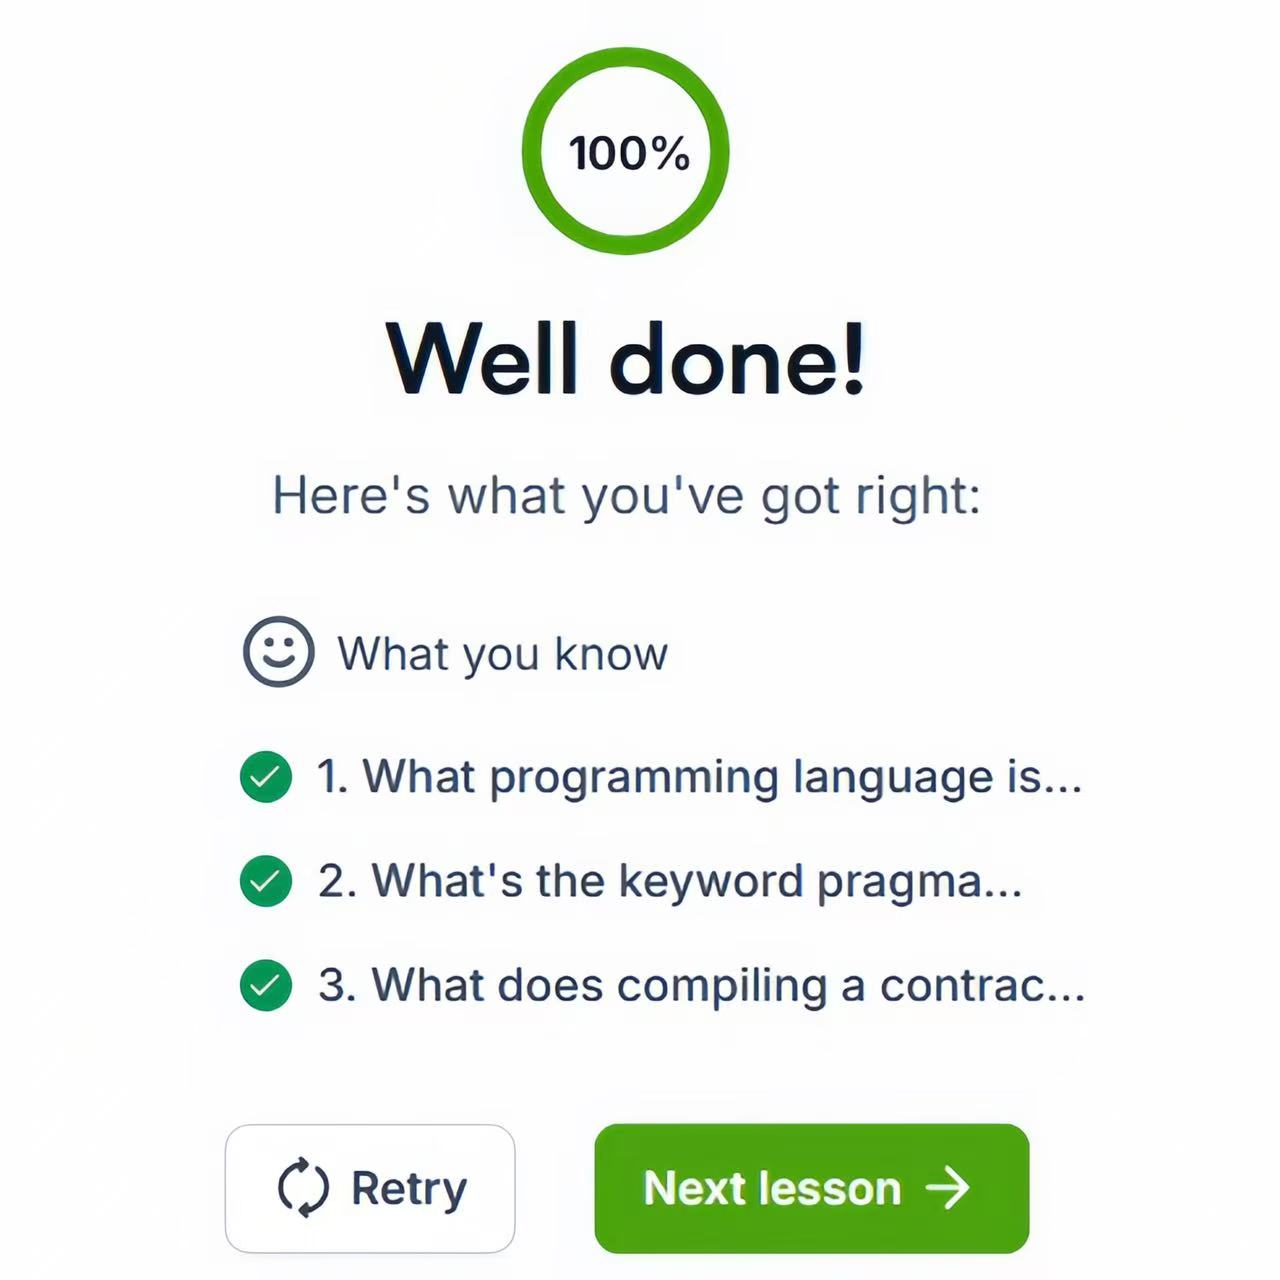 100%
Well done!
Here's what you've got right:
What you know
1. What programming language is...
2. What's the keyword pragma...
3. What does compiling a contrac...
Retry
Next lesson →